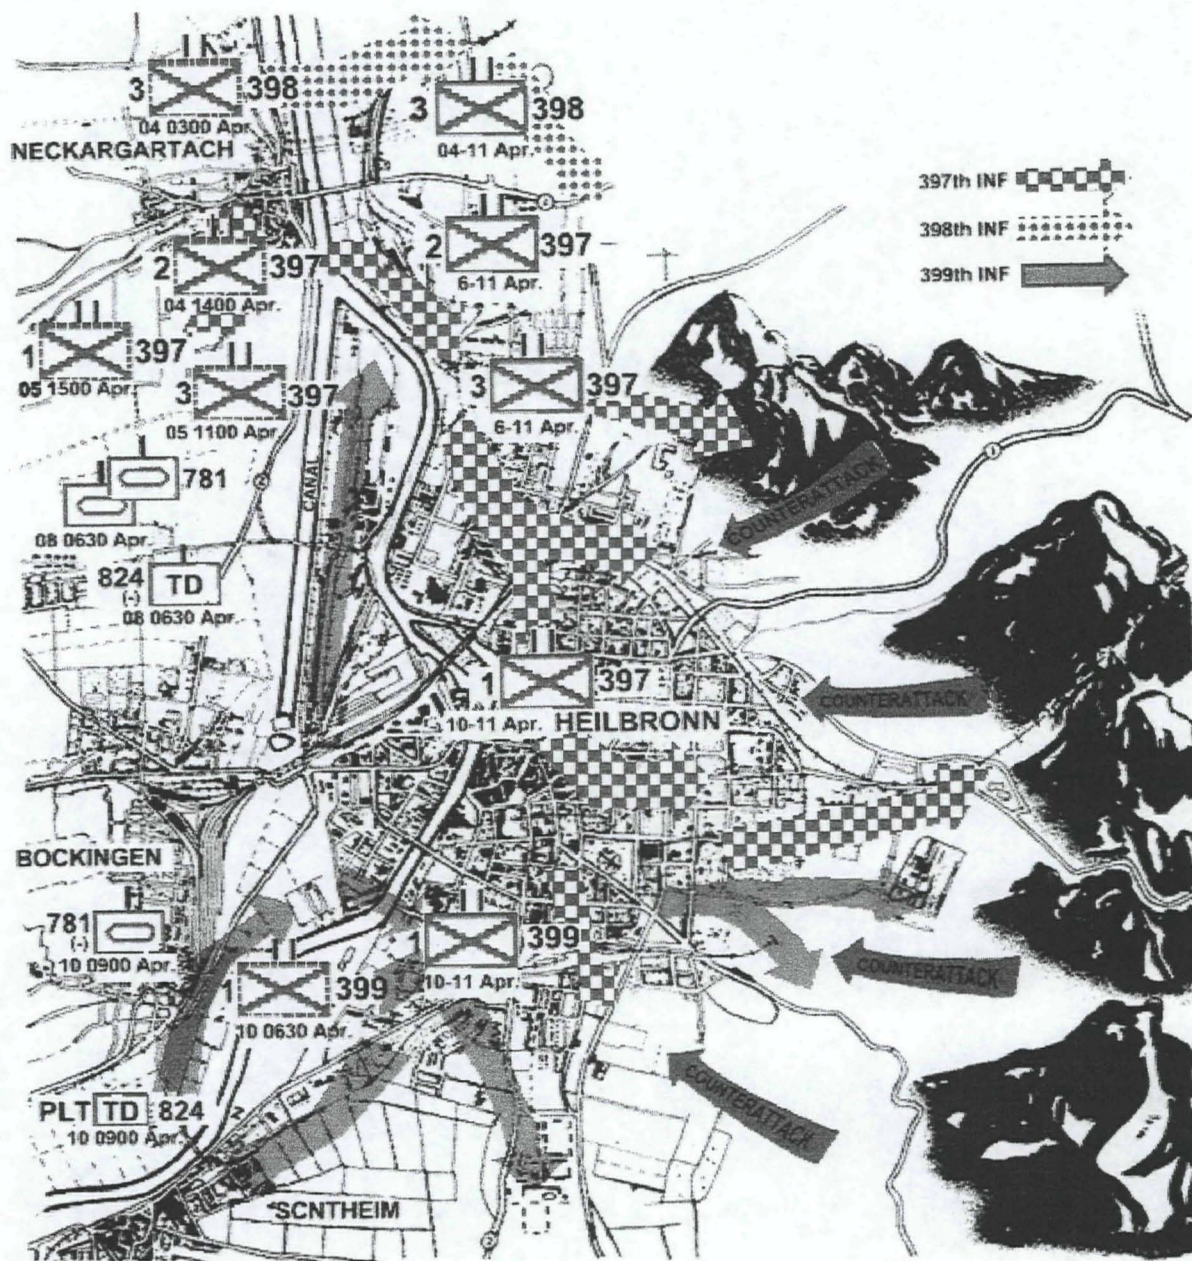 3 398
04 0300 Apr.
NECKARGARTACH
3 398
04-11 Apr.
397th INF
398th INF
399th INF
2 397
04 1400 Apr.
2 397
6-11 Apr.
1 397
05 1500 Apr.
3 397
05 1100 Apr.
3 397
6-11 Apr.
COUNTERATTACK
781
08 0630 Apr.
CANAL
824 TD
(-)
08 0630 Apr.
1 397
10-11 Apr.
HEILBRONN
COUNTERATTACK
BOCKINGEN
781
(-)
10 0900 Apr.
1 399
10-11 Apr.
COUNTERATTACK
1 399
10 0630 Apr.
COUNTERATTACK
PLT TD 824
10 0900 Apr.
SCNTHEIM